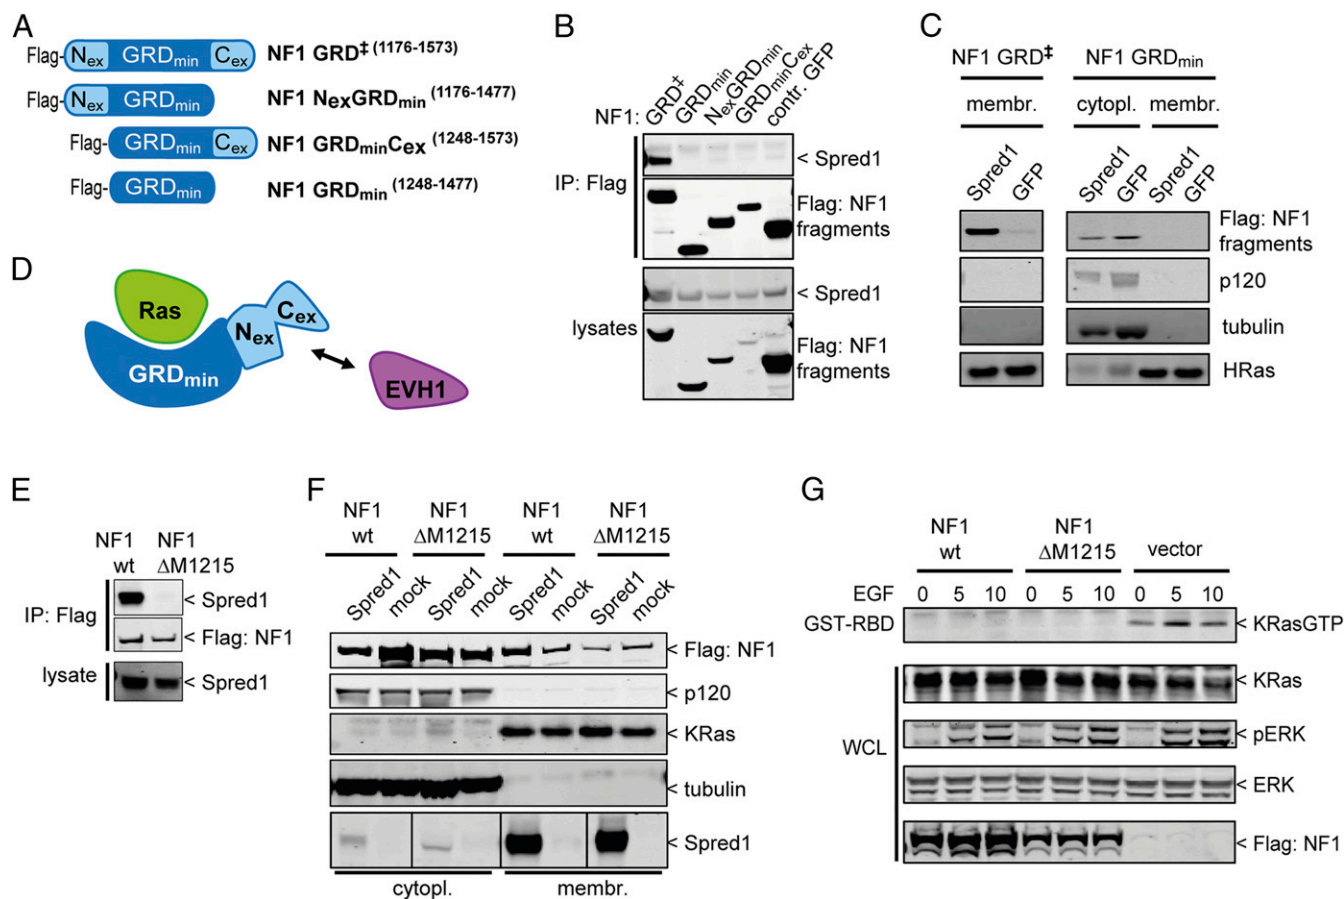 A
Flag- Nex GRDmin Cex NF1 GRD‡ (1176-1573)
Flag- Nex GRDmin NF1 NexGRDmin (1176-1477)
Flag- GRDmin Cex NF1 GRDminCex (1248-1573)
Flag- GRDmin NF1 GRDmin (1248-1477)
B
NF1: GRD‡ GRDmin NexGRDmin GRDminCex contr. GFP
< Spred1
IP: Flag
Flag: NF1
fragments
< Spred1
lysates
Flag: NF1
fragments
C
NF1 GRD‡ NF1 GRDmin
membr. cytopl. membr.
Spred1 GFP Spred1 GFP Spred1 GFP
Flag: NF1
fragments
p120
tubulin
HRas
D
Ras
Nex
Cex
GRDmin
EVH1
E
NF1 NF1
wt ΔM1215
IP: Flag
< Spred1
< Flag: NF1
lysate < Spred1
F
NF1 NF1 NF1 NF1
wt ΔM1215 wt ΔM1215
Spred1 mock Spred1 mock Spred1 mock Spred1 mock
< Flag: NF1
< p120
< KRas
< tubulin
< Spred1
cytopl. membr.
G
NF1 NF1
wt ΔM1215 vector
EGF 0 5 10 0 5 10 0 5 10
GST-RBD < KRasGTP
< KRas
WCL < pERK
< ERK
< Flag: NF1